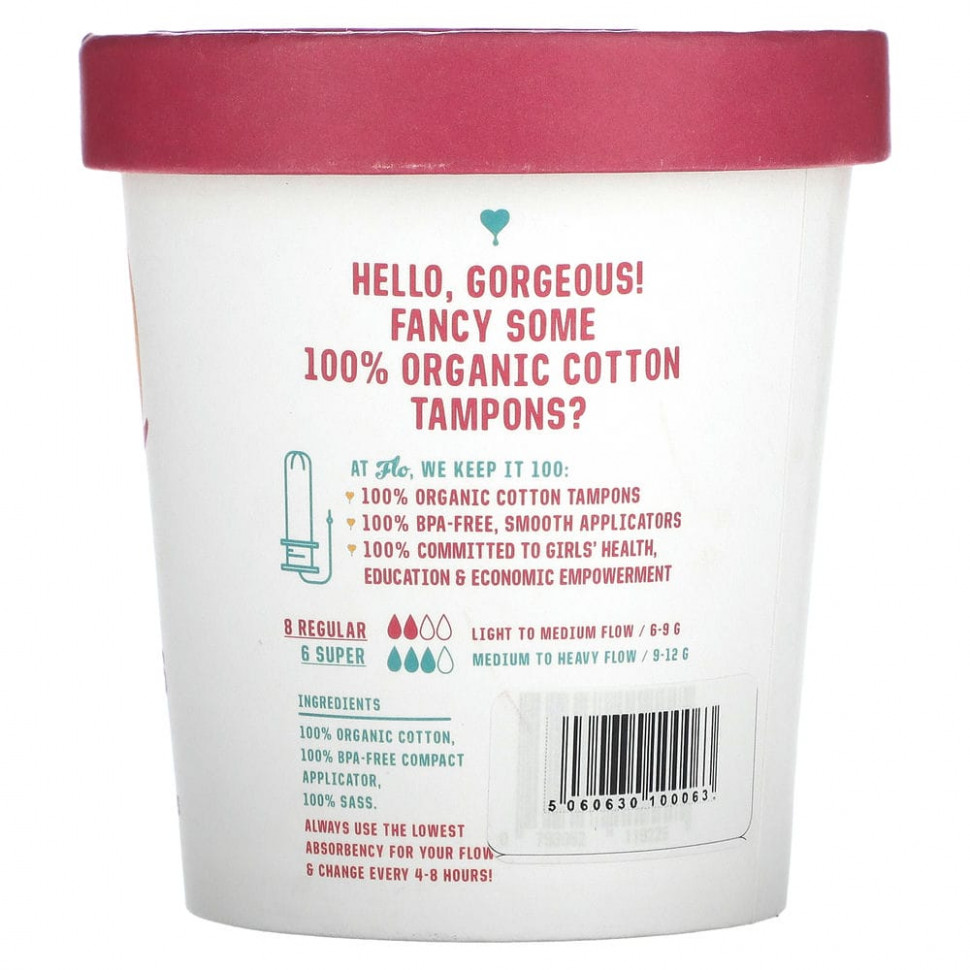 HELLO, GORGEOUS!
FANCY SOME
100% ORGANIC COTTON
TAMPONS?
AT Flo, WE KEEP IT 100:
100% ORGANIC COTTON TAMPONS
100% BPA-FREE, SMOOTH APPLICATORS
100% COMMITTED TO GIRLS' HEALTH,
EDUCATION & ECONOMIC EMPOWERMENT
8 REGULAR LIGHT TO MEDIUM FLOW / 6-9 G
6 SUPER MEDIUM TO HEAVY FLOW / 9-12 G
INGREDIENTS
100% ORGANIC COTTON,
100% BPA-FREE COMPACT
APPLICATOR,
100% SASS.
ALWAYS USE THE LOWEST
ABSORBENCY FOR YOUR FLOW
& CHANGE EVERY 4-8 HOURS!
5 060630 100063